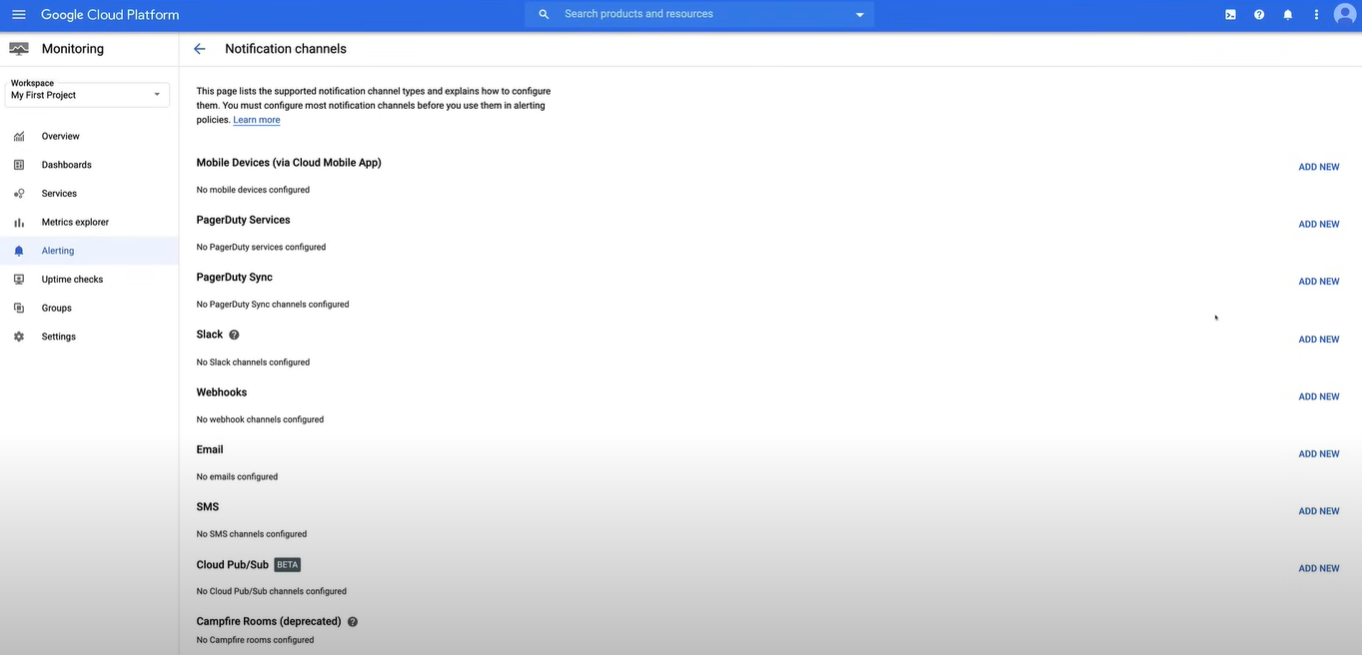 Google Cloud Platform
Search products and resources
Monitoring
Notification channels
Workspace
My First Project
Overview
Dashboards
Services
Metrics explorer
Alerting
Uptime checks
Groups
Settings
This page lists the supported notification channel types and explains how to configure
them. You must configure most notification channels before you use them in alerting
policies. Learn more
Mobile Devices (via Cloud Mobile App)
ADD NEW
No mobile devices configured
PagerDuty Services
ADD NEW
No PagerDuty services configured
PagerDuty Sync
ADD NEW
No PagerDuty Sync channels configured
Slack
ADD NEW
No Slack channels configured
Webhooks
ADD NEW
No webhook channels configured
Email
ADD NEW
No emails configured
SMS
ADD NEW
No SMS channels configured
Cloud Pub/Sub BETA
ADD NEW
No Cloud Pub/Sub channels configured
Campfire Rooms (deprecated)
No Campfire rooms configured